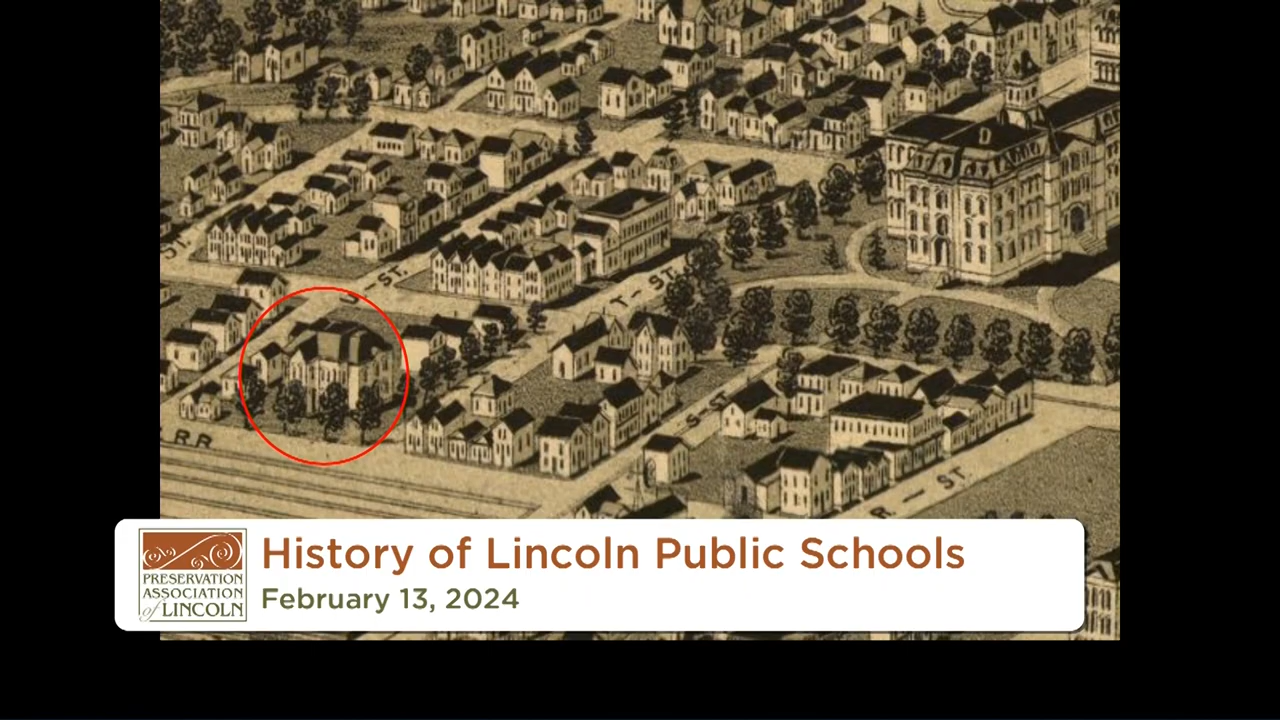 ST.
U-ST.
T-ST.
S-ST
RR
R - ST.
PRESERVATION
ASSOCIATION
of LINCOLN
History of Lincoln Public Schools
February 13, 2024